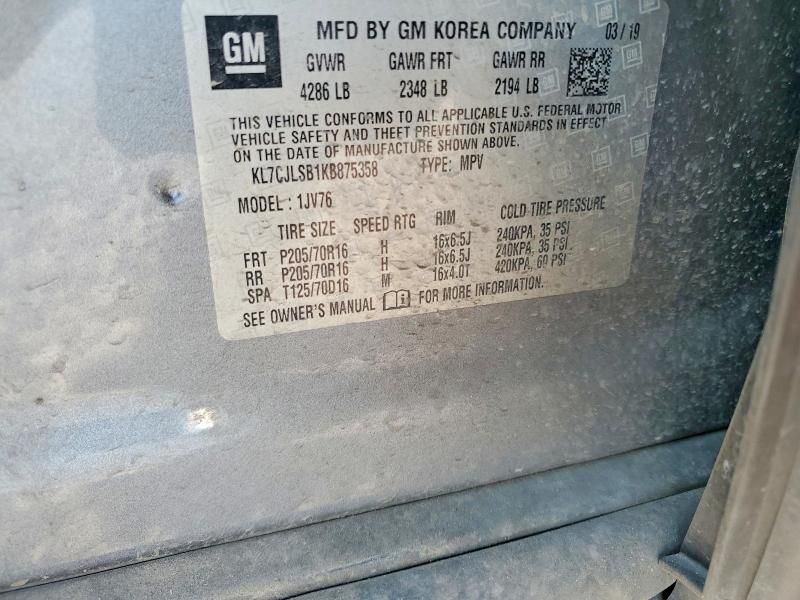 GM MFD BY GM KOREA COMPANY 03/19
GVWR GAWR FRT GAWR RR
4286 LB 2348 LB 2194 LB
THIS VEHICLE CONFORMS TO ALL APPLICABLE U.S. FEDERAL MOTOR
VEHICLE SAFETY AND THEFT PREVENTION STANDARDS IN EFFECT
ON THE DATE OF MANUFACTURE SHOWN ABOVE.
KL7CJLSB1KB875358 TYPE: MPV
MODEL : 1JV76
TIRE SIZE SPEED RTG RIM COLD TIRE PRESSURE
FRT P205/70R16 H 16x6.5J 240KPA, 35 PSI
RR P205/70R16 H 16x6.5J 240KPA, 35 PSI
SPA T125/70D16 M 16x4.0T 420KPA, 60 PSI
SEE OWNER'S MANUAL FOR MORE INFORMATION.